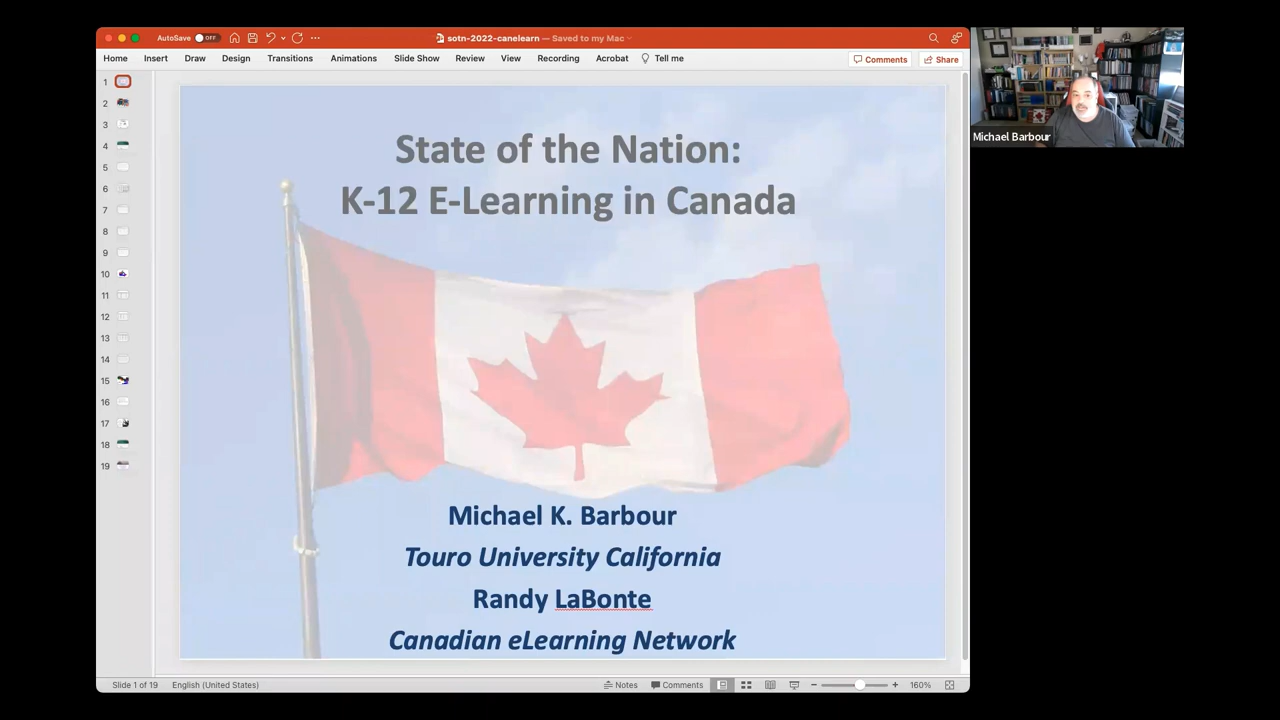 AutoSave OFF sotn-2022-canelearn — Saved to my Mac
Home Insert Draw Design Transitions Animations Slide Show Review View Recording Acrobat Tell me Comments Share
1
2
3
4
5
6
7
8
9
10
11
12
13
14
15
16
17
18
19
State of the Nation:
K-12 E-Learning in Canada
Michael K. Barbour
Touro University California
Randy LaBonte
Canadian eLearning Network
Michael Barbour
Slide 1 of 19 English (United States) Notes Comments 160%